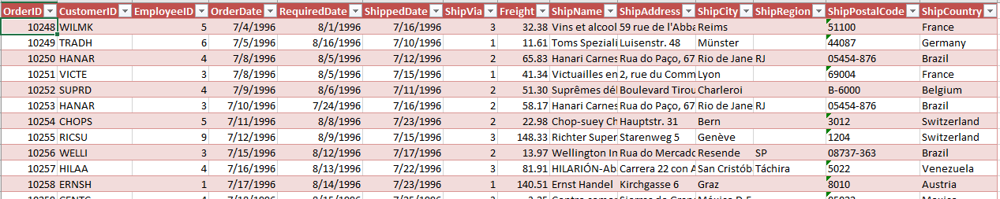 OrderID CustomerID EmployeeID OrderDate RequiredDate ShippedDate ShipVia Freight ShipName ShipAddress ShipCity ShipRegion ShipPostalCode ShipCountry
10248 WILMK 5 7/4/1996 8/1/1996 7/16/1996 3 32.38 Vins et alcool 59 rue de l'Abba Reims 51100 France
10249 TRADH 6 7/5/1996 8/16/1996 7/10/1996 1 11.61 Toms Speziali Luisenstr. 48 Münster 44087 Germany
10250 HANAR 4 7/8/1996 8/5/1996 7/12/1996 2 65.83 Hanari Carnes Rua do Paço, 67 Rio de Jane RJ 05454-876 Brazil
10251 VICTE 3 7/8/1996 8/5/1996 7/15/1996 1 41.34 Victuailles en 2, rue du Comm Lyon 69004 France
10252 SUPRD 4 7/9/1996 8/6/1996 7/11/1996 2 51.30 Suprêmes dél Boulevard Tirou Charleroi B-6000 Belgium
10253 HANAR 3 7/10/1996 7/24/1996 7/16/1996 2 58.17 Hanari Carnes Rua do Paço, 67 Rio de Jane RJ 05454-876 Brazil
10254 CHOPS 5 7/11/1996 8/8/1996 7/23/1996 2 22.98 Chop-suey Ch Hauptstr. 31 Bern 3012 Switzerland
10255 RICSU 9 7/12/1996 8/9/1996 7/15/1996 3 148.33 Richter Super Starenweg 5 Genève 1204 Switzerland
10256 WELLI 3 7/15/1996 8/12/1996 7/17/1996 2 13.97 Wellington In Rua do Mercado Resende SP 08737-363 Brazil
10257 HILAA 4 7/16/1996 8/13/1996 7/22/1996 3 81.91 HILARIÓN-Ab Carrera 22 con A San Cristób Táchira 5022 Venezuela
10258 ERNSH 1 7/17/1996 8/14/1996 7/23/1996 1 140.51 Ernst Handel Kirchgasse 6 Graz 8010 Austria